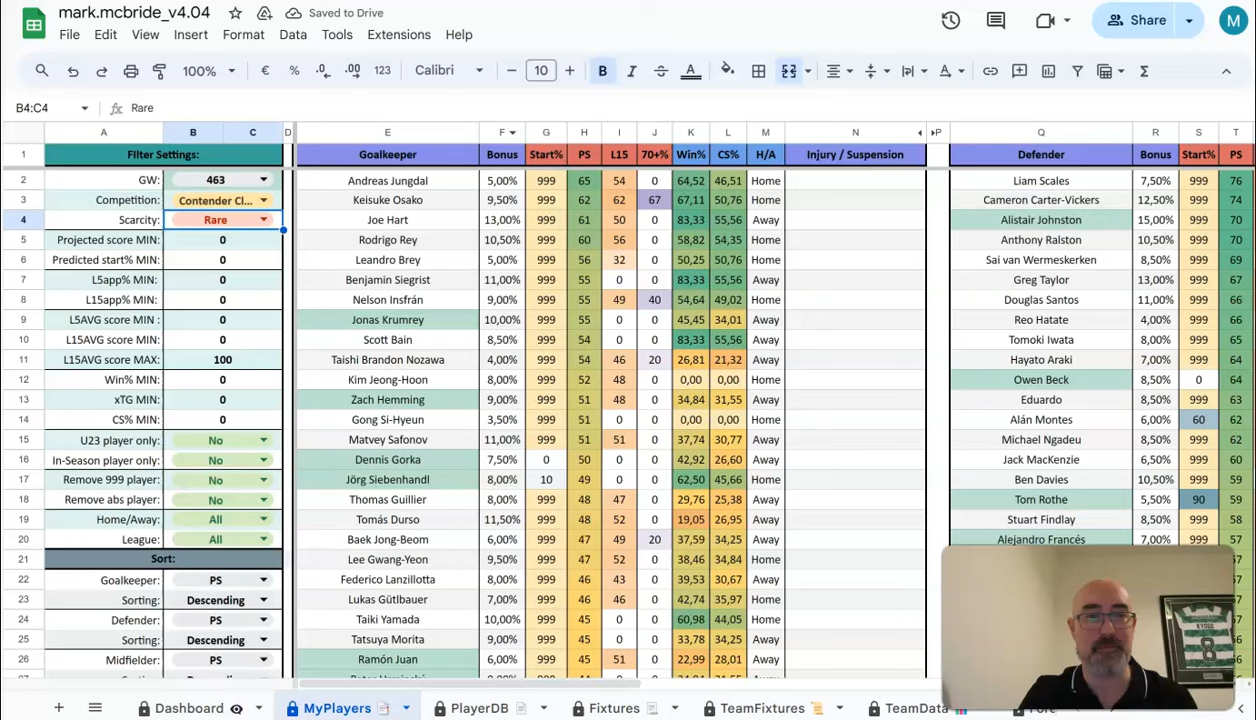 mark.mcbride_v4.04 Saved to Drive
File Edit View Insert Format Data Tools Extensions Help
Share M
100% € % .0 .00 123 Calibri 10 B I S A Σ
B4:C4 fx Rare
A B C D E F G H I J K L M N P Q R S T
1 FIlter Settings: Goalkeeper Bonus Start% PS L15 70+% Win% CS% H/A Injury / Suspension Defender Bonus Start% PS
2 GW: 463 Andreas Jungdal 5,00% 999 65 54 0 64,52 46,51 Home Liam Scales 7,50% 999 76
3 Competition: Contender Cl... Keisuke Osako 9,50% 999 62 62 67 67,11 50,76 Home Cameron Carter-Vickers 12,50% 999 74
4 Scarcity: Rare Joe Hart 13,00% 999 61 50 0 83,33 55,56 Away Alistair Johnston 15,00% 999 70
5 Projected score MIN: 0 Rodrigo Rey 10,50% 999 60 56 0 58,82 54,35 Home Anthony Ralston 10,50% 999 70
6 Predicted start% MIN: 0 Leandro Brey 5,00% 999 56 32 0 50,25 50,76 Home Sai van Wermeskerken 8,50% 999 69
7 L5app% MIN: 0 Benjamin Siegrist 11,00% 999 55 0 0 83,33 55,56 Away Greg Taylor 13,00% 999 67
8 L15app% MIN: 0 Nelson Insfrán 9,00% 999 55 49 40 54,64 49,02 Home Douglas Santos 11,00% 999 66
9 L5AVG score MIN : 0 Jonas Krumrey 10,00% 999 55 0 0 45,45 34,01 Away Reo Hatate 4,00% 999 66
10 L15AVG score MIN: 0 Scott Bain 8,50% 999 54 0 0 83,33 55,56 Away Tomoki Iwata 8,00% 999 65
11 L15AVG score MAX: 100 Taishi Brandon Nozawa 4,00% 999 54 46 20 26,81 21,32 Away Hayato Araki 7,00% 999 64
12 Win% MIN: 0 Kim Jeong-Hoon 8,00% 999 52 48 0 0,00 0,00 Home Owen Beck 8,50% 0 64
13 xTG MIN: 0 Zach Hemming 9,00% 999 51 48 0 34,84 31,55 Away Eduardo 8,50% 999 63
14 CS% MIN: 0 Gong Si-Hyeun 3,50% 999 51 0 0 0,00 0,00 Home Alán Montes 6,00% 60 62
15 U23 player only: No Matvey Safonov 11,00% 999 51 51 0 37,74 30,77 Away Michael Ngadeu 8,50% 999 62
16 In-Season player only: No Dennis Gorka 7,50% 0 50 0 0 42,92 26,60 Away Jack MacKenzie 8,50% 999 60
17 Remove 999 player: No Jörg Siebenhandl 8,00% 10 49 0 0 62,50 45,66 Home Ben Davies 10,50% 999 59
18 Remove abs player: No Thomas Guillier 8,00% 999 48 47 0 29,76 25,38 Away Tom Rothe 5,50% 90 59
19 Home/Away: All Tomás Durso 11,50% 999 48 52 0 19,05 26,95 Away Stuart Findlay 8,50% 999 58
20 League: All Baek Jong-Beom 6,00% 999 47 49 20 37,59 34,25 Away Alejandro Francés 7,00% 999 57
21 Sort: Lee Gwang-Yeon 9,50% 999 47 52 0 38,46 34,84 Home
22 Goalkeeper: PS Federico Lanzillotta 8,00% 999 46 43 0 39,53 30,67 Home
23 Sorting: Descending Lukas Gütlbauer 7,00% 999 46 46 0 42,74 35,97 Home
24 Defender: PS Taiki Yamada 10,00% 999 45 0 0 60,98 44,05 Home
25 Sorting: Descending Tatsuya Morita 9,00% 999 45 0 0 33,78 34,25 Away
26 Midfielder: PS Ramón Juan 6,00% 999 45 51 0 22,99 28,01 Away
KYOGO
8
Dashboard MyPlayers PlayerDB Fixtures TeamFixtures TeamData